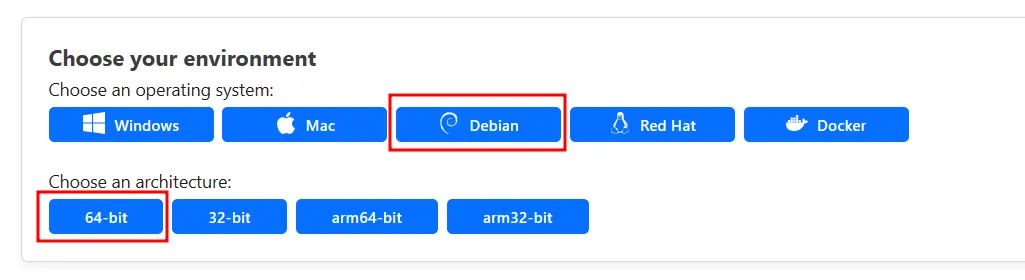 Choose your environment
Choose an operating system:
Windows Mac Debian Red Hat Docker
Choose an architecture:
64-bit 32-bit arm64-bit arm32-bit